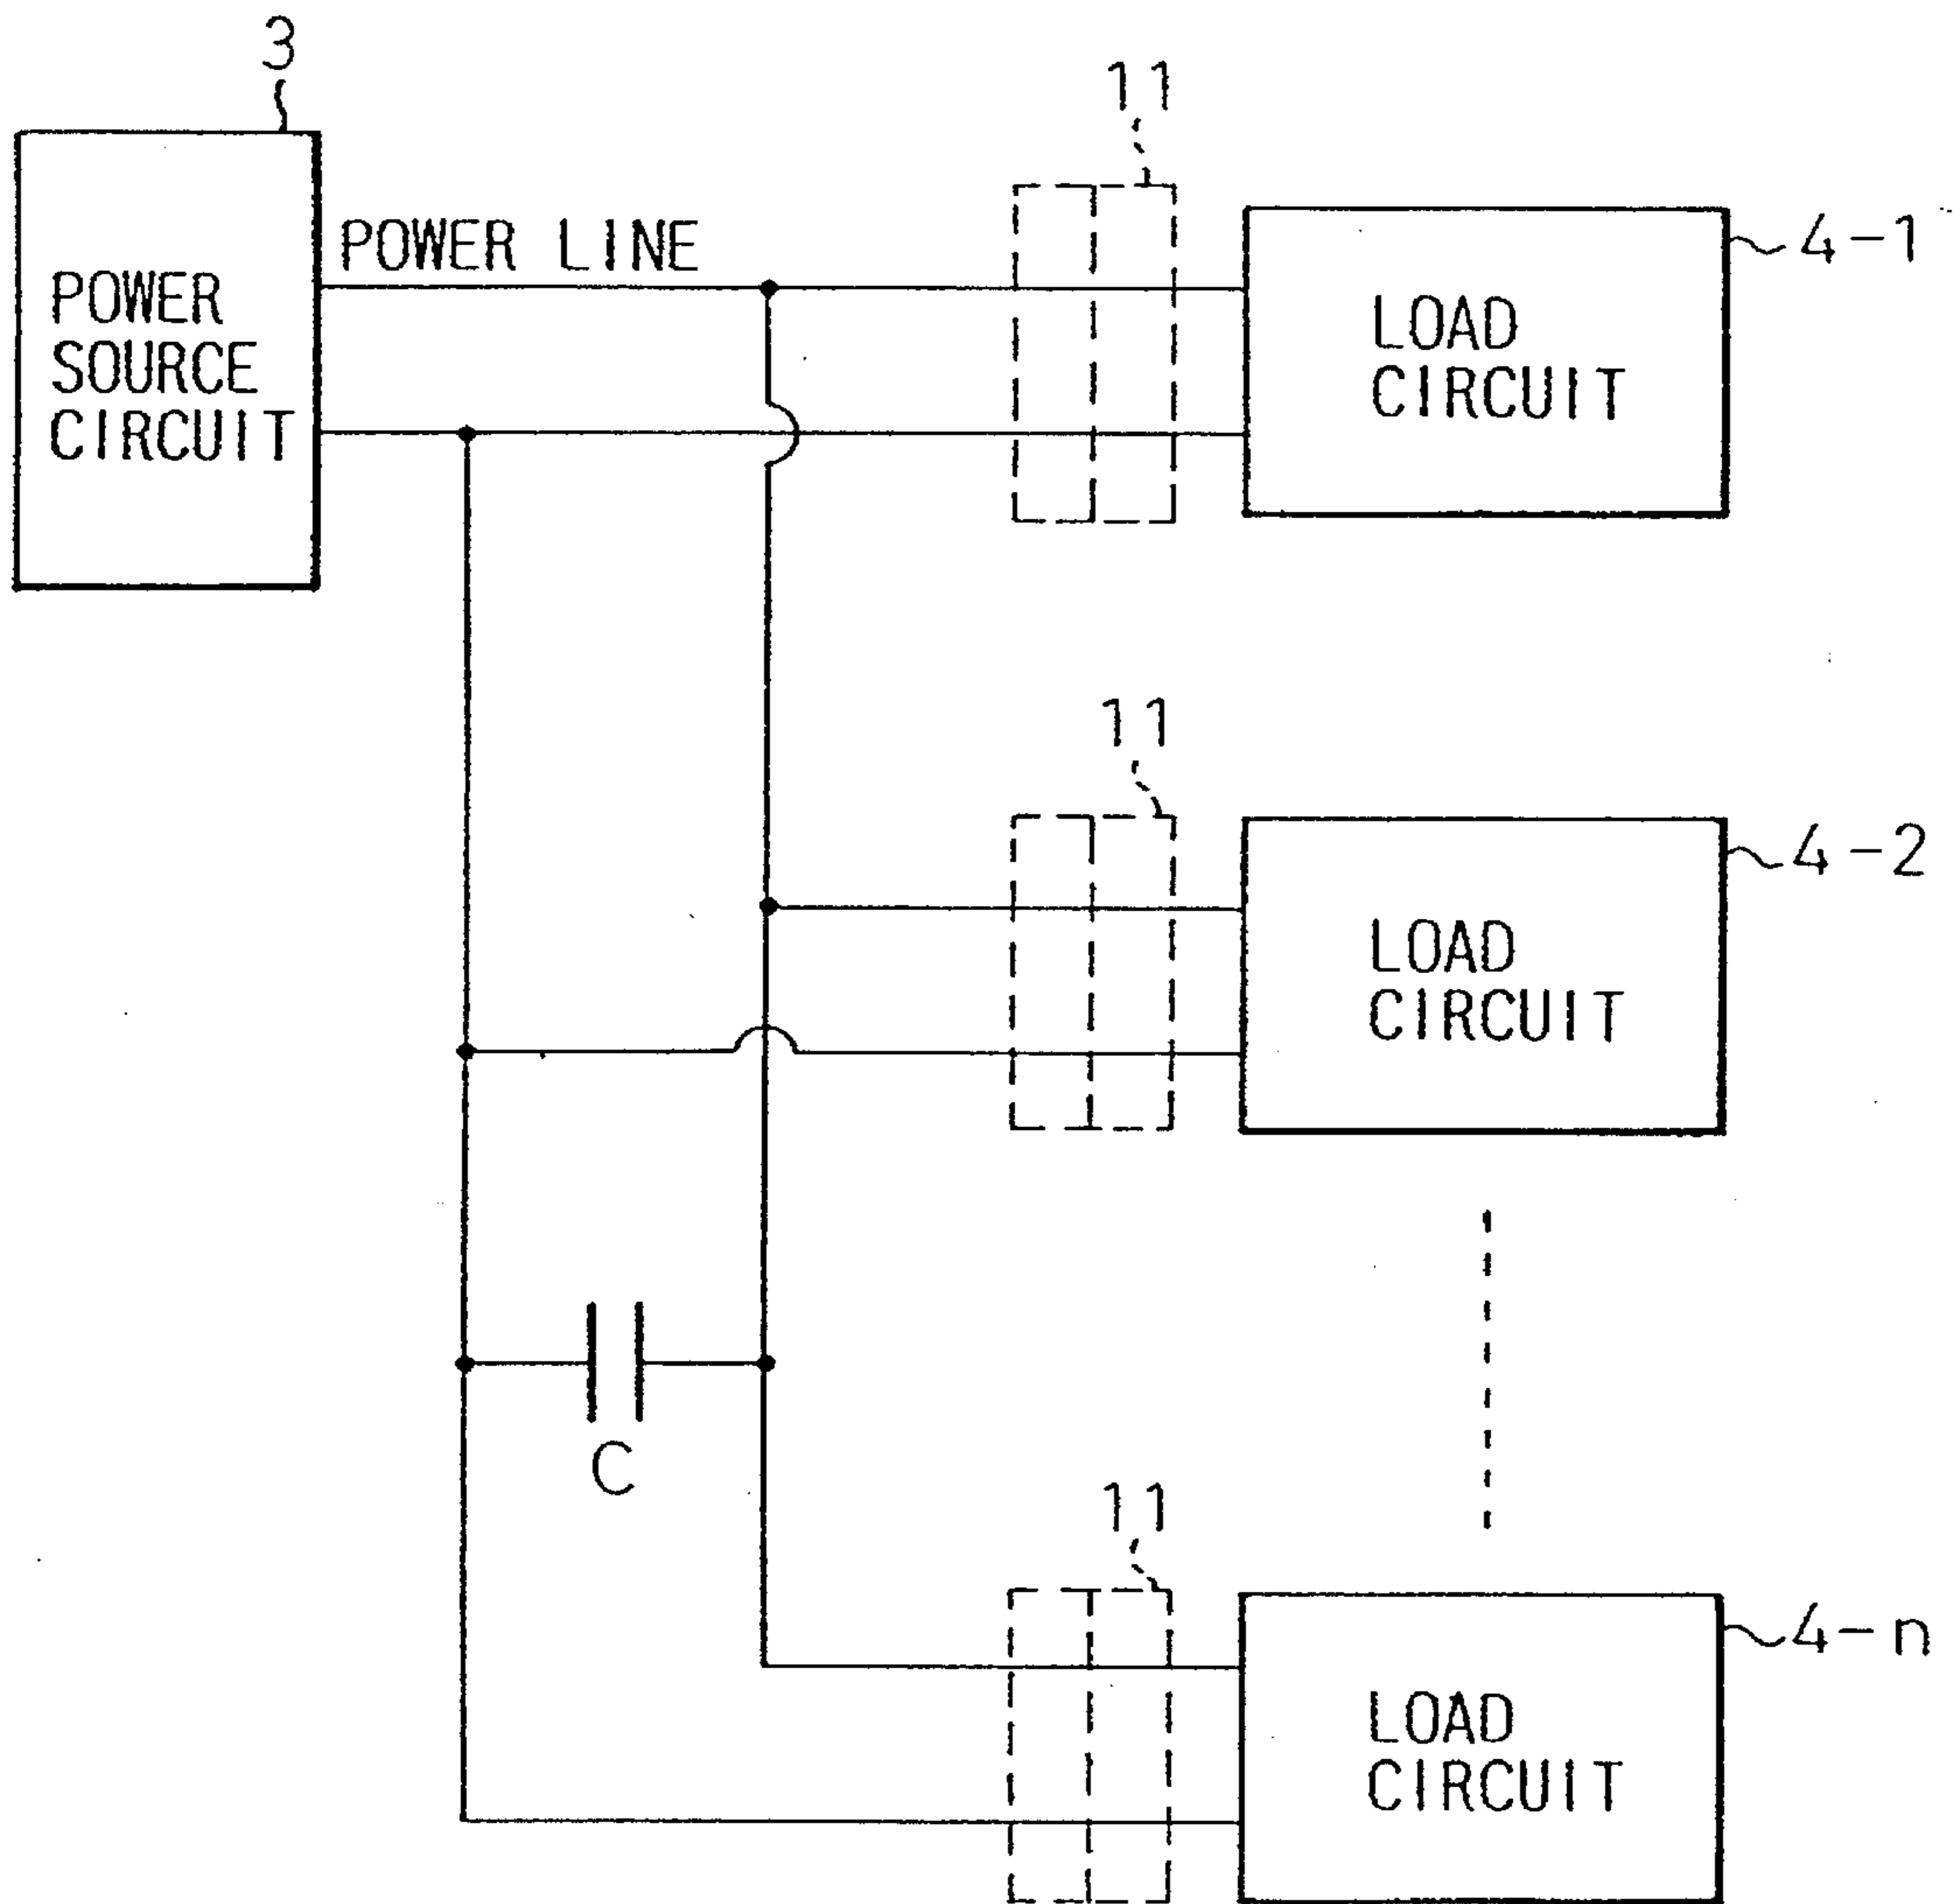 3
11
POWER LINE
4-1
POWER
SOURCE
CIRCUIT
LOAD
CIRCUIT
11
4-2
LOAD
CIRCUIT
C
11
4-n
LOAD
CIRCUIT